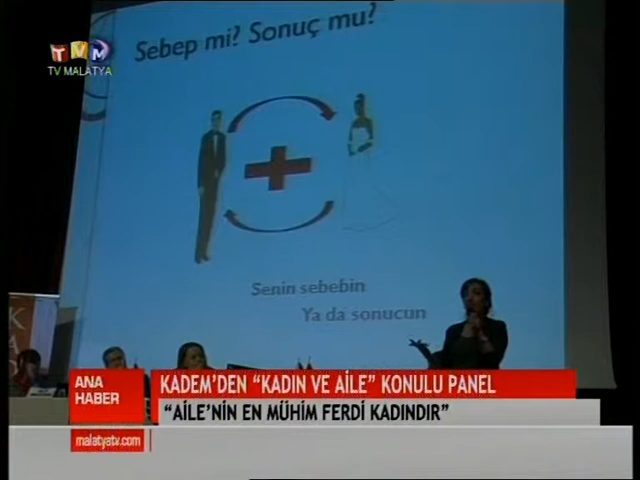 Sebep mi? Sonuç mu?
TVM
TV MALATYA
Senin sebebin
Ya da sonucun
ANA
HABER
KADEM'DEN “KADIN VE AİLE” KONULU PANEL
“AİLE'NİN EN MÜHİM FERDİ KADINDIR”
malatyatv.com